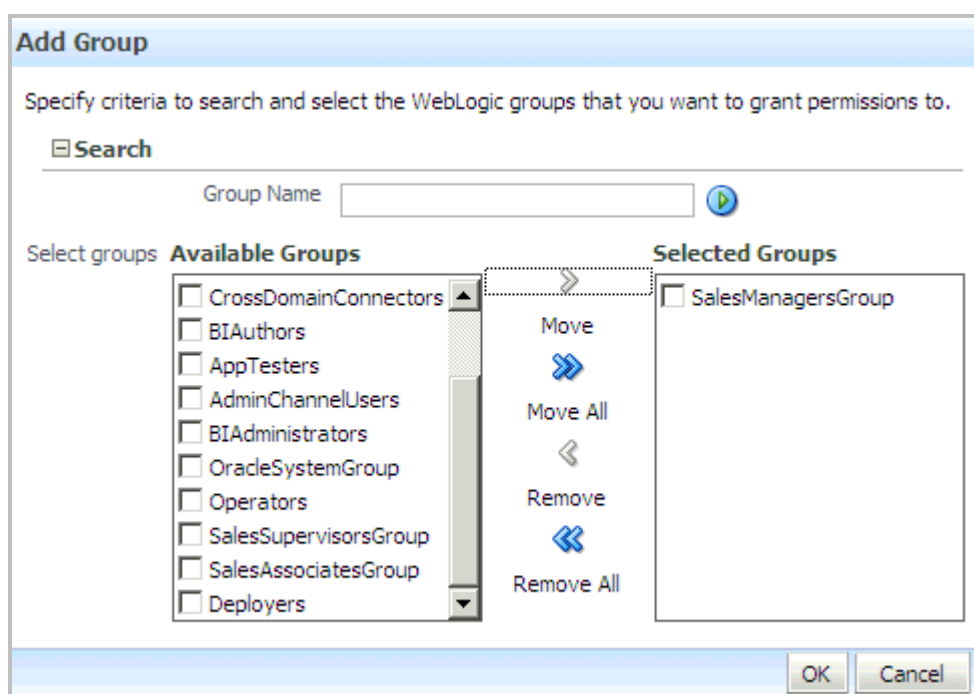 Add Group
Specify criteria to search and select the WebLogic groups that you want to grant permissions to.
Search
Group Name
Select groups Available Groups
CrossDomainConnectors
BIAuthors
AppTesters
AdminChannelUsers
BIAdministrators
OracleSystemGroup
Operators
SalesSupervisorsGroup
SalesAssociatesGroup
Deployers
Move
Move All
Remove
Remove All
Selected Groups
SalesManagersGroup
OK Cancel